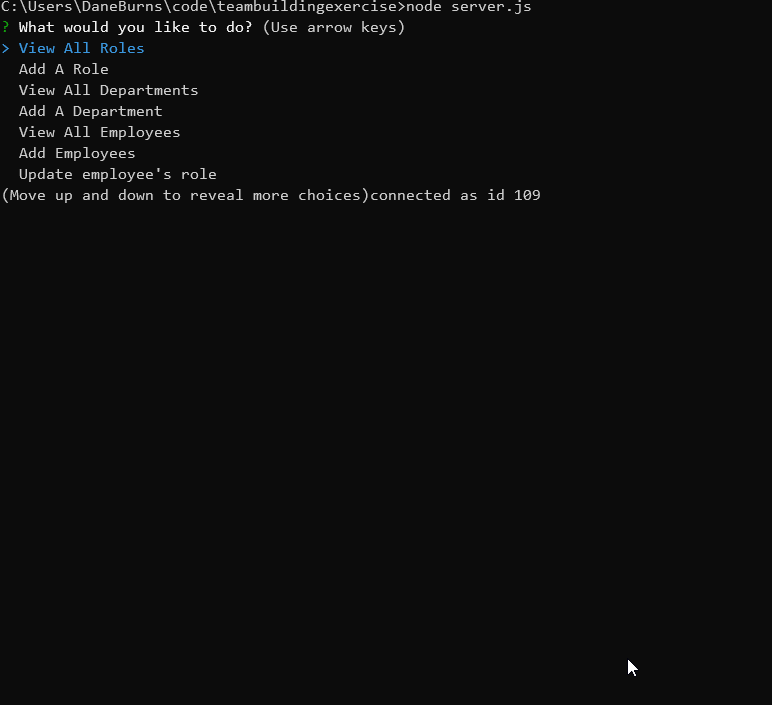 C:\Users\DaneBurns\code\teambuildingexercise>node server.js
? What would you like to do? (Use arrow keys)
> View All Roles
  Add A Role
  View All Departments
  Add A Department
  View All Employees
  Add Employees
  Update employee's role
(Move up and down to reveal more choices)connected as id 109